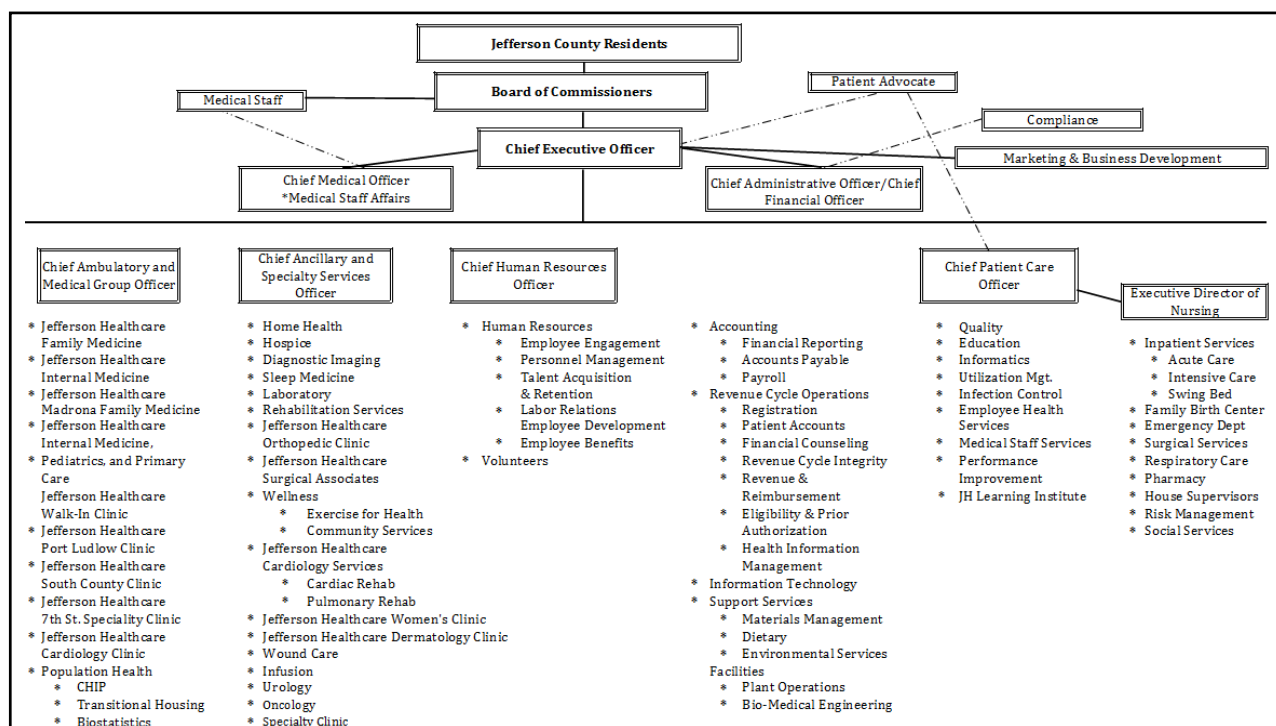 Jefferson County Residents
Board of Commissioners
Patient Advocate
Medical Staff
Compliance
Chief Executive Officer
Marketing & Business Development
Chief Medical Officer
*Medical Staff Affairs
Chief Administrative Officer/Chief
Financial Officer
Chief Ambulatory and
Medical Group Officer
* Jefferson Healthcare
Family Medicine
* Jefferson Healthcare
Internal Medicine
* Jefferson Healthcare
Madrona Family Medicine
* Jefferson Healthcare
Internal Medicine,
* Pediatrics, and Primary
Care
Jefferson Healthcare
Walk-In Clinic
* Jefferson Healthcare
Port Ludlow Clinic
* Jefferson Healthcare
South County Clinic
* Jefferson Healthcare
7th St. Speciality Clinic
* Jefferson Healthcare
Cardiology Clinic
* Population Health
* CHIP
* Transitional Housing
* Biostatistics
Chief Ancillary and
Specialty Services
Officer
* Home Health
* Hospice
* Diagnostic Imaging
* Sleep Medicine
* Laboratory
* Rehabilitation Services
* Jefferson Healthcare
Orthopedic Clinic
* Jefferson Healthcare
Surgical Associates
* Wellness
* Exercise for Health
* Community Services
* Jefferson Healthcare
Cardiology Services
* Cardiac Rehab
* Pulmonary Rehab
* Jefferson Healthcare Women's Clinic
* Jefferson Healthcare Dermatology Clinic
* Wound Care
* Infusion
* Urology
* Oncology
* Specialty Clinic
Chief Human Resources
Officer
* Human Resources
* Employee Engagement
* Personnel Management
* Talent Acquisition
& Retention
* Labor Relations
Employee Development
* Employee Benefits
* Volunteers
* Accounting
* Financial Reporting
* Accounts Payable
* Payroll
* Revenue Cycle Operations
* Registration
* Patient Accounts
* Financial Counseling
* Revenue Cycle Integrity
* Revenue &
Reimbursement
* Eligibility & Prior
Authorization
* Health Information
Management
* Information Technology
* Support Services
* Materials Management
* Dietary
* Environmental Services
Facilities
* Plant Operations
* Bio-Medical Engineering
Chief Patient Care
Officer
* Quality
* Education
* Informatics
* Utilization Mgt.
* Infection Control
* Employee Health
Services
* Medical Staff Services
* Performance
Improvement
* JH Learning Institute
Executive Director of
Nursing
* Inpatient Services
* Acute Care
* Intensive Care
* Swing Bed
* Family Birth Center
* Emergency Dept
* Surgical Services
* Respiratory Care
* Pharmacy
* House Supervisors
* Risk Management
* Social Services